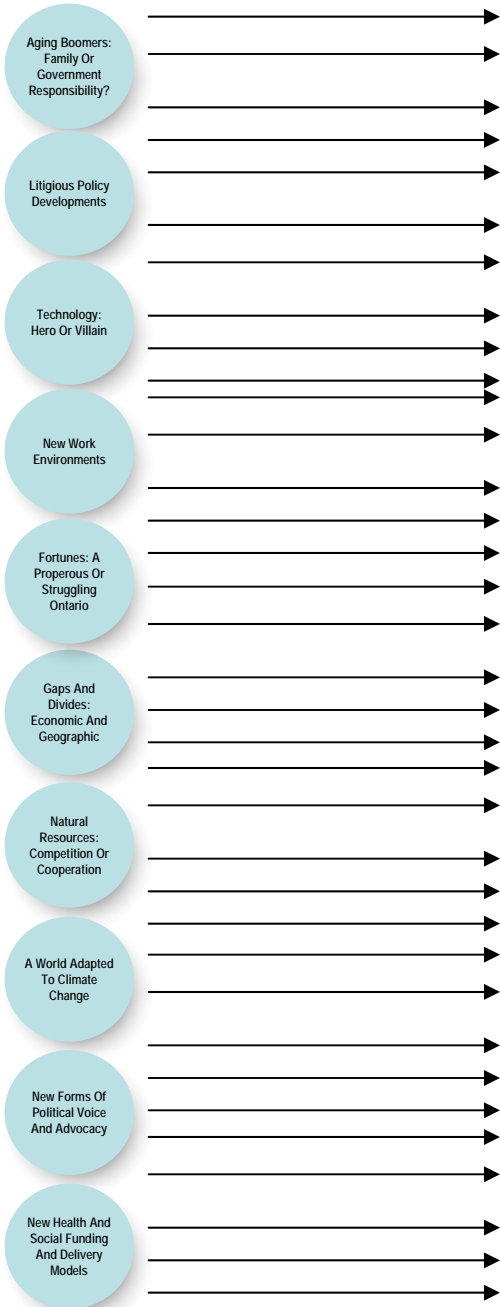 Aging Boomers:
Family Or
Government
Responsibility?
Litigious Policy
Developments
Technology:
Hero Or Villain
New Work
Environments
Fortunes: A
Properous Or
Struggling
Ontario
Gaps And
Divides:
Economic And
Geographic
Natural
Resources:
Competition Or
Cooperation
A World Adapted
To Climate
Change
New Forms Of
Political Voice
And Advocacy
New Health And
Social Funding
And Delivery
Models